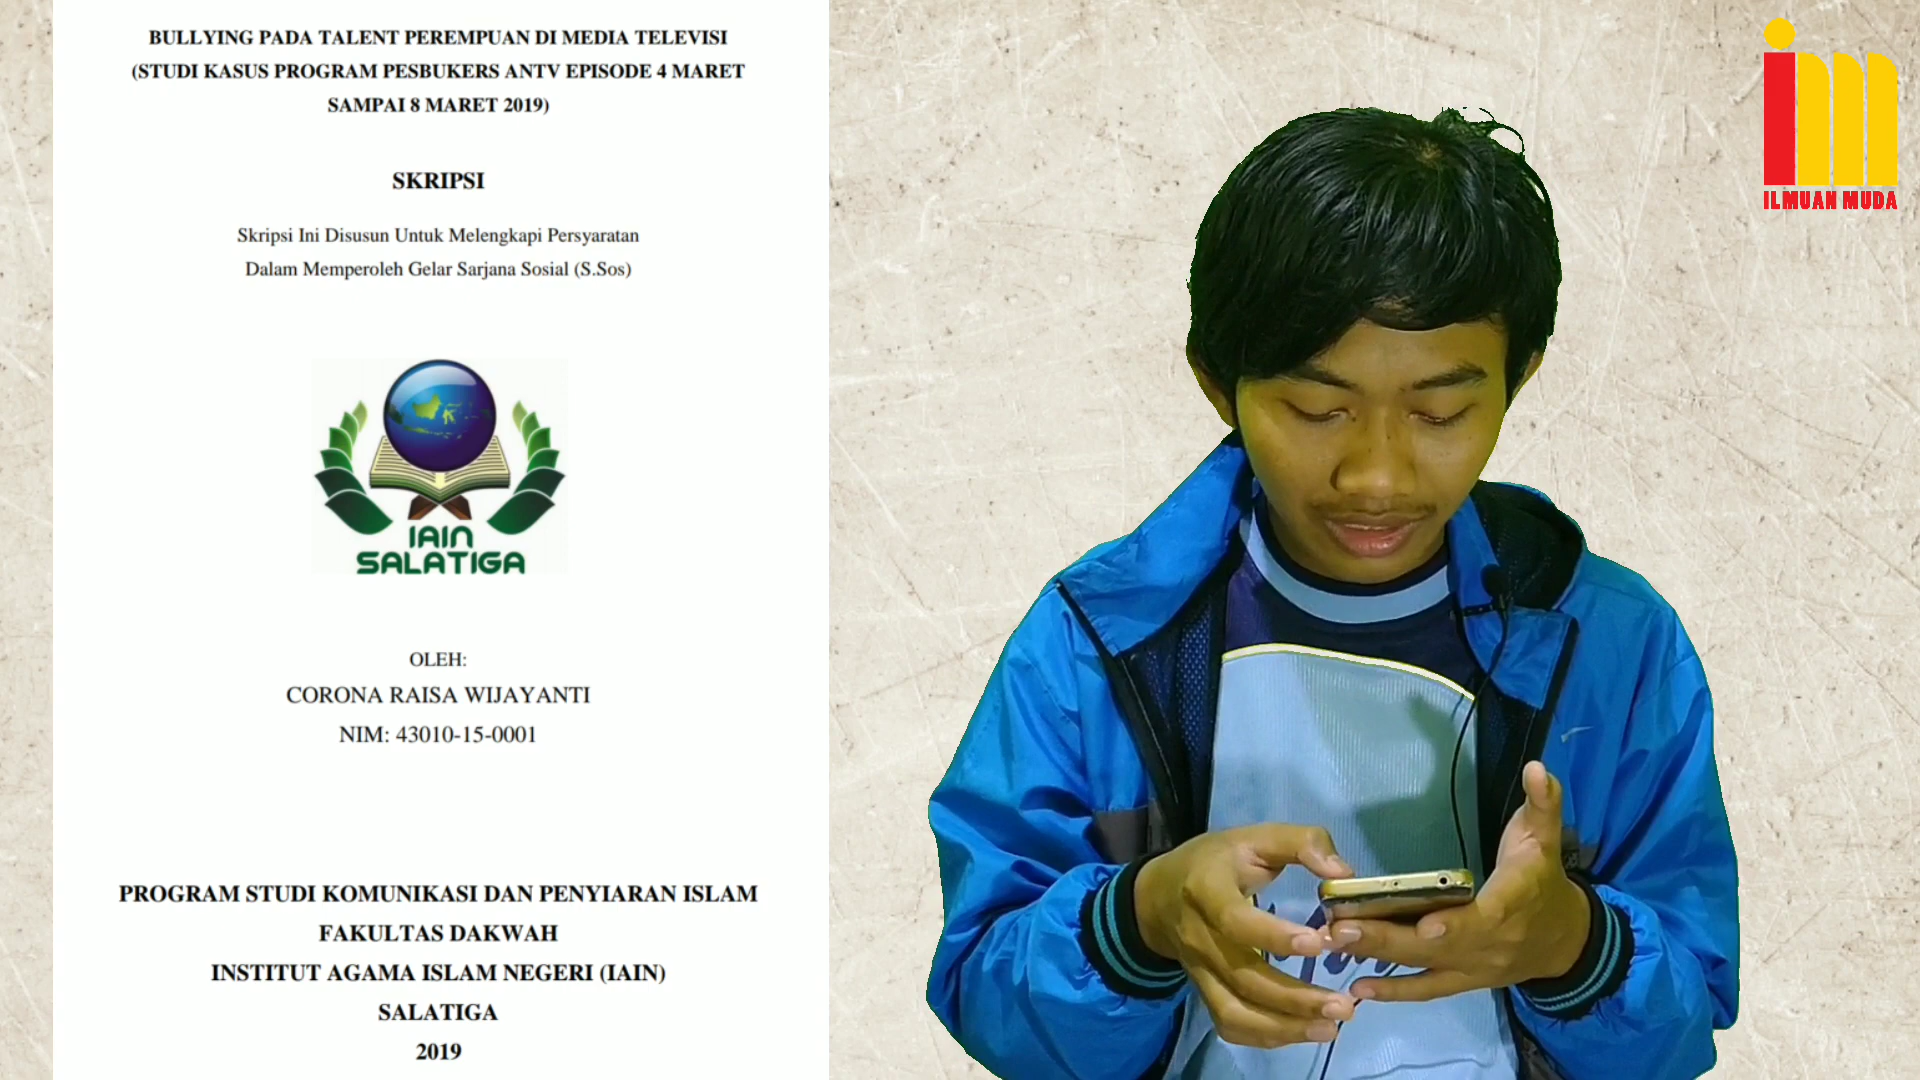 BULLYING PADA TALENT PEREMPUAN DI MEDIA TELEVISI
(STUDI KASUS PROGRAM PESBUKERS ANTV EPISODE 4 MARET
SAMPAI 8 MARET 2019)
SKRIPSI
Skripsi Ini Disusun Untuk Melengkapi Persyaratan
Dalam Memperoleh Gelar Sarjana Sosial (S.Sos)
IAIN
SALATIGA
OLEH:
CORONA RAISA WIJAYANTI
NIM: 43010-15-0001
PROGRAM STUDI KOMUNIKASI DAN PENYIARAN ISLAM
FAKULTAS DAKWAH
INSTITUT AGAMA ISLAM NEGERI (IAIN)
SALATIGA
2019
im
ILMUAN MUDA